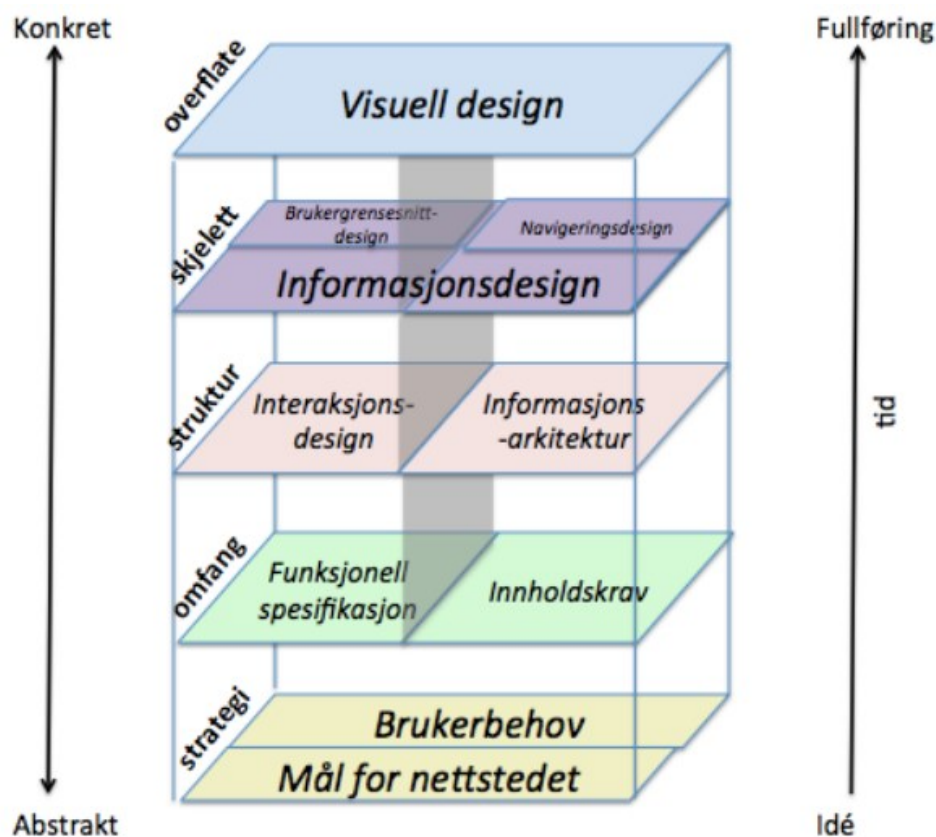 Konkret
Fullføring
overflate
Visuell design
skjelett
Brukergrensesnitt-
design
Navigeringsdesign
Informasjonsdesign
struktur
Interaksjons-
design
Informasjons
-arkitektur
tid
omfang
Funksjonell
spesifikasjon
Innholdskrav
strategi
Brukerbehov
Mål for nettstedet
Abstrakt
Idé